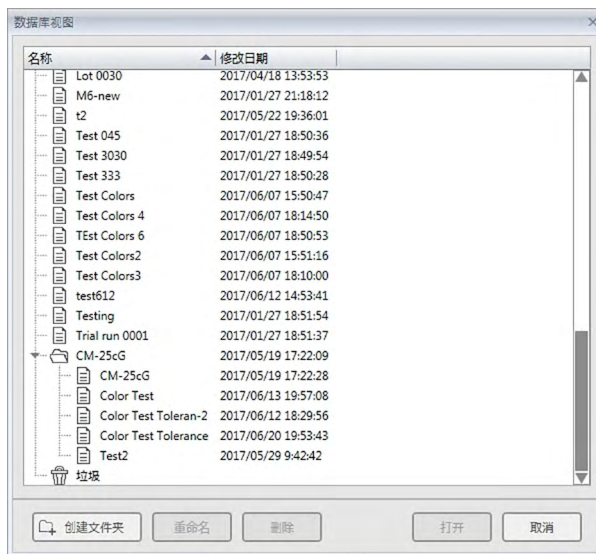 数据库视图
名称 修改日期
Lot 0030 2017/04/18 13:53:53
M6-new 2017/01/27 21:18:12
t2 2017/05/22 19:36:01
Test 045 2017/01/27 18:50:36
Test 3030 2017/01/27 18:49:54
Test 333 2017/01/27 18:50:28
Test Colors 2017/06/07 15:50:47
Test Colors 4 2017/06/07 18:14:50
TEst Colors 6 2017/06/07 18:50:53
Test Colors2 2017/06/07 15:51:16
Test Colors3 2017/06/07 18:10:00
test612 2017/06/12 14:53:41
Testing 2017/01/27 18:51:54
Trial run 0001 2017/01/27 18:51:37
CM-25cG 2017/05/19 17:22:09
CM-25cG 2017/05/19 17:22:28
Color Test 2017/06/13 19:57:08
Color Test Toleran-2 2017/06/12 18:29:56
Color Test Tolerance 2017/06/20 19:53:43
Test2 2017/05/29 9:42:42
垃圾
创建文件夹 重命名 删除 打开 取消